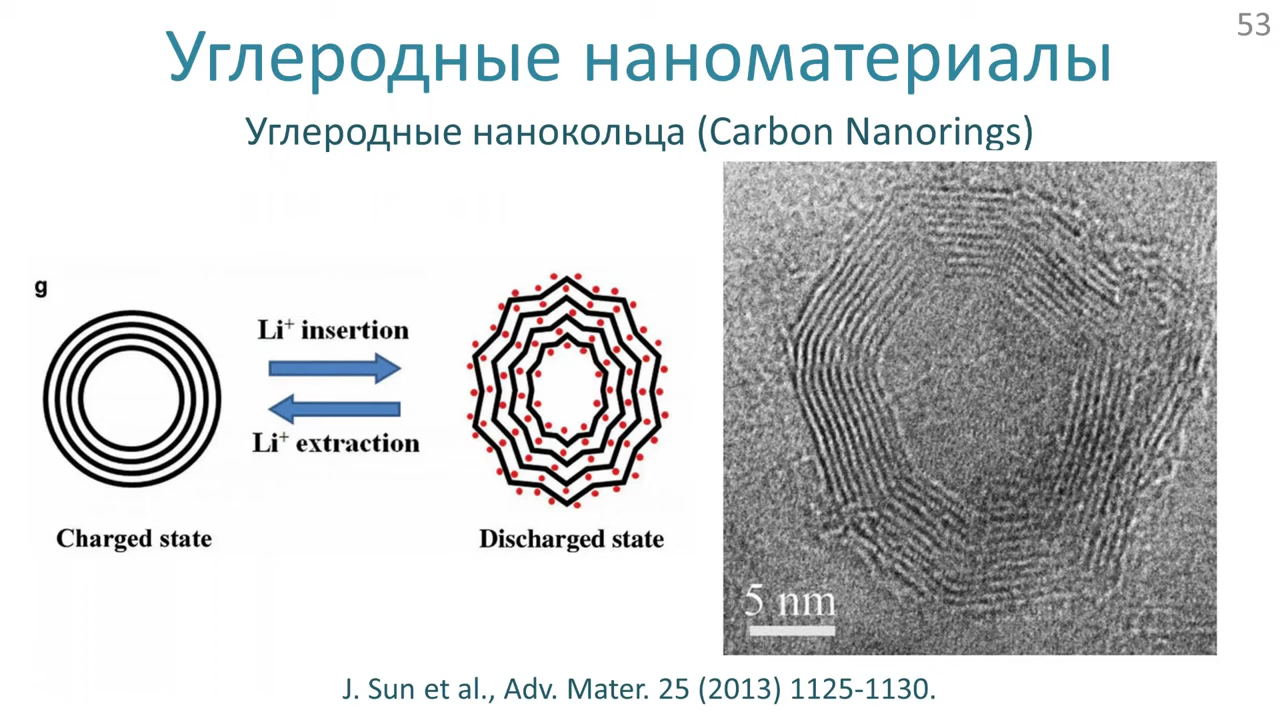 53
Углеродные наноматериалы
Углеродные нанокольца (Carbon Nanorings)
g
Li⁺ insertion
Li⁺ extraction
Charged state
Discharged state
5 nm
J. Sun et al., Adv. Mater. 25 (2013) 1125-1130.